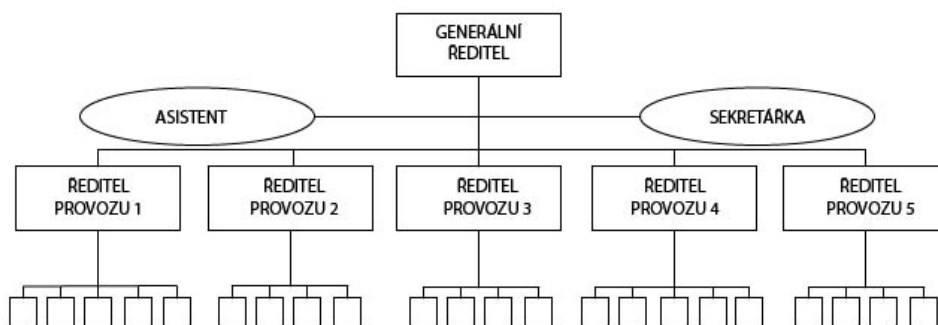 GENERÁLNÍ
ŘEDITEL
ASISTENT
SEKRETÁŘKA
ŘEDITEL
PROVOZU 1
ŘEDITEL
PROVOZU 2
ŘEDITEL
PROVOZU 3
ŘEDITEL
PROVOZU 4
ŘEDITEL
PROVOZU 5